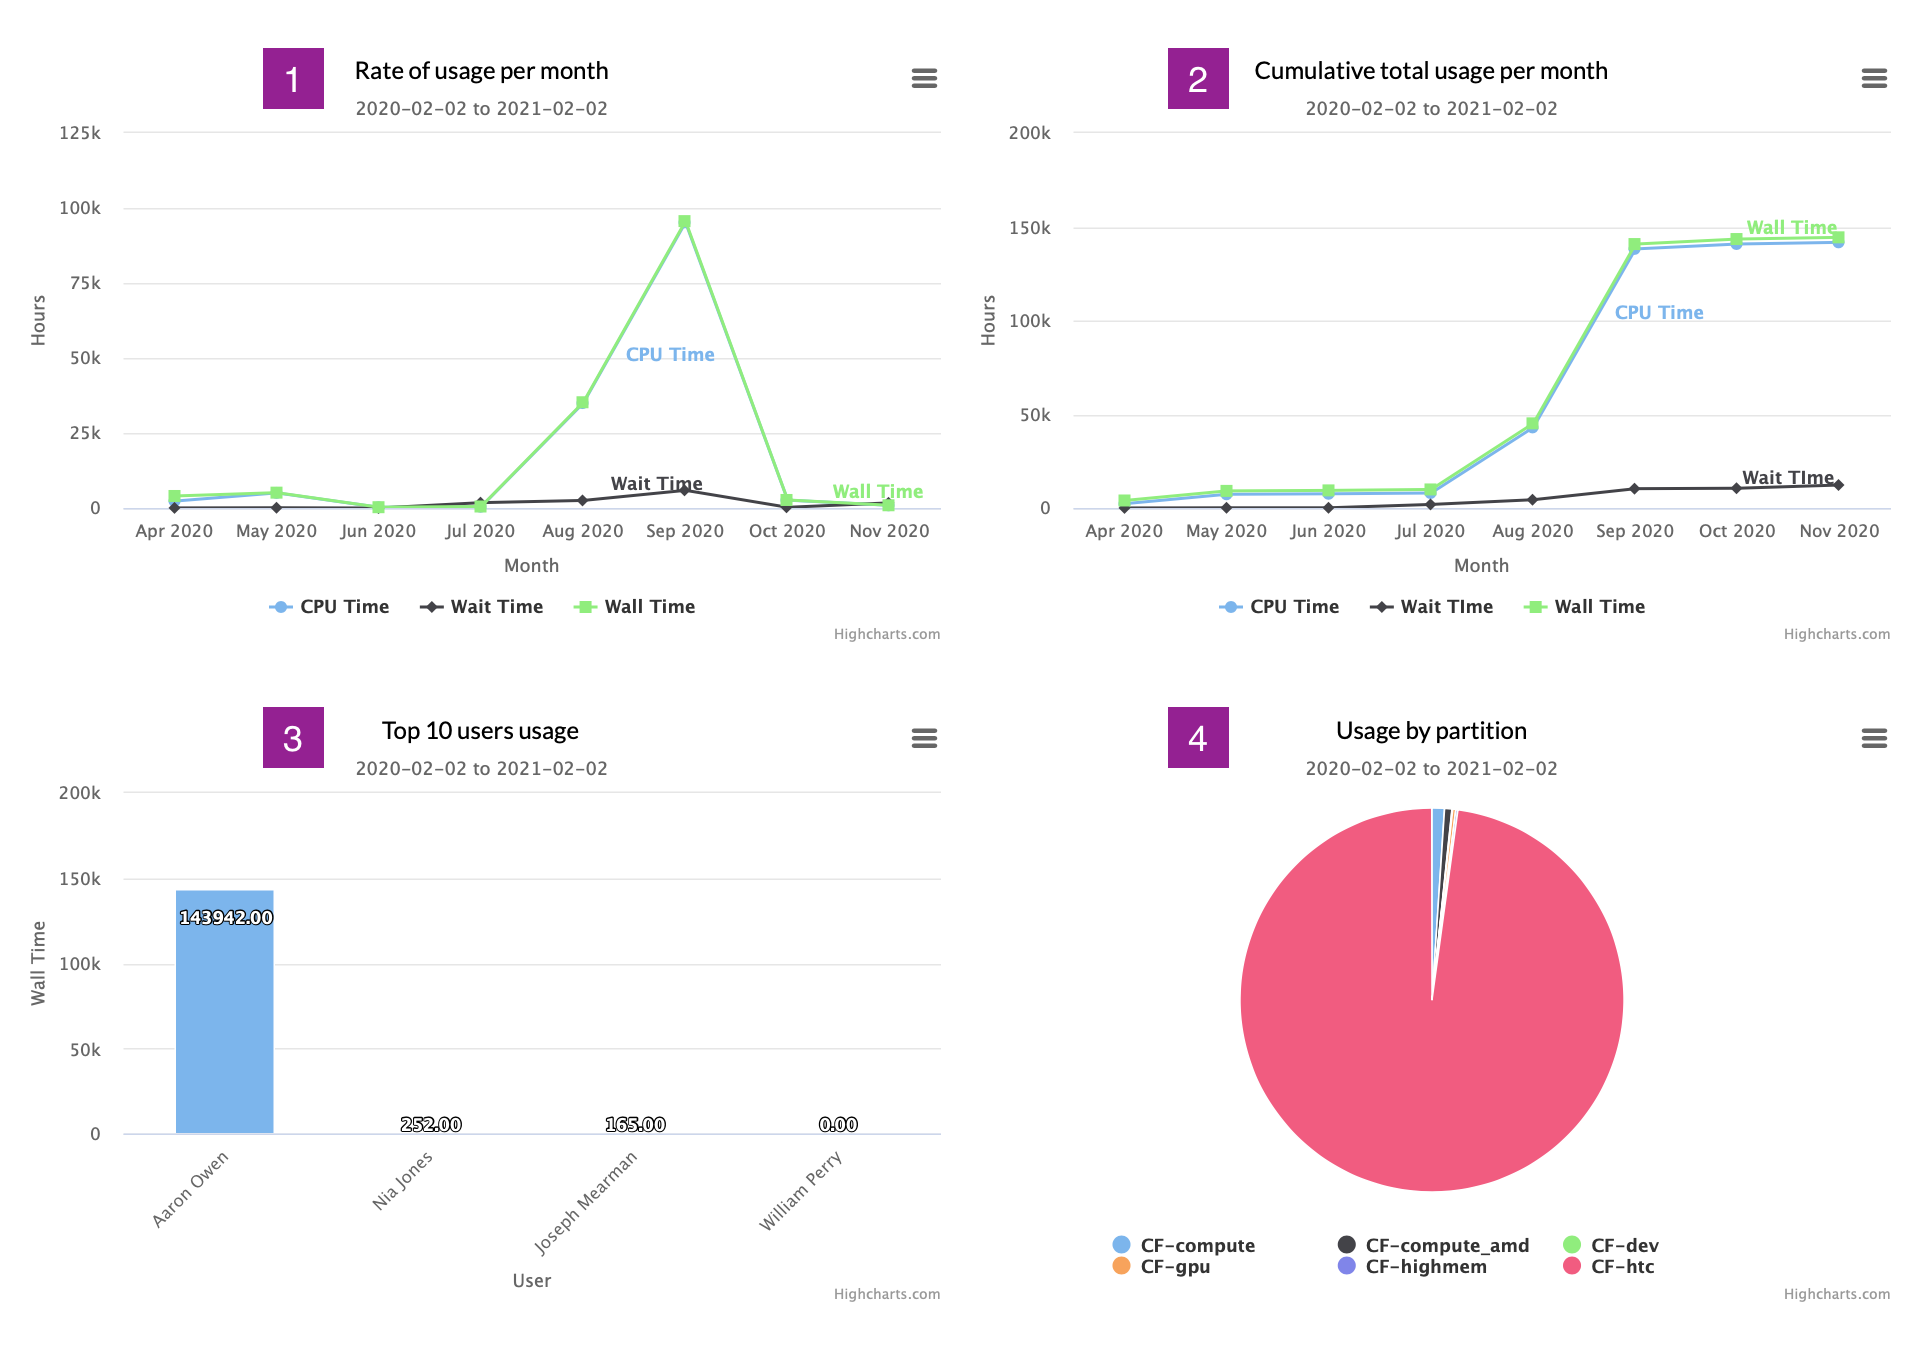 1
Rate of usage per month
2020-02-02 to 2021-02-02
125k
100k
75k
50k
25k
0
Hours
CPU Time
Wait Time
Wall Time
Apr 2020 May 2020 Jun 2020 Jul 2020 Aug 2020 Sep 2020 Oct 2020 Nov 2020
Month
CPU Time Wait Time Wall Time
Highcharts.com
2
Cumulative total usage per month
2020-02-02 to 2021-02-02
200k
150k
100k
50k
0
Hours
Wall Time
CPU Time
Wait TIme
Apr 2020 May 2020 Jun 2020 Jul 2020 Aug 2020 Sep 2020 Oct 2020 Nov 2020
Month
CPU Time Wait TIme Wall Time
Highcharts.com
3
Top 10 users usage
2020-02-02 to 2021-02-02
200k
150k
100k
50k
0
Wall Time
143942.00
252.00
165.00
0.00
Aaron Owen
Nia Jones
Joseph Mearman
William Perry
User
Highcharts.com
4
Usage by partition
2020-02-02 to 2021-02-02
CF-compute CF-compute_amd CF-dev
CF-gpu CF-highmem CF-htc
Highcharts.com